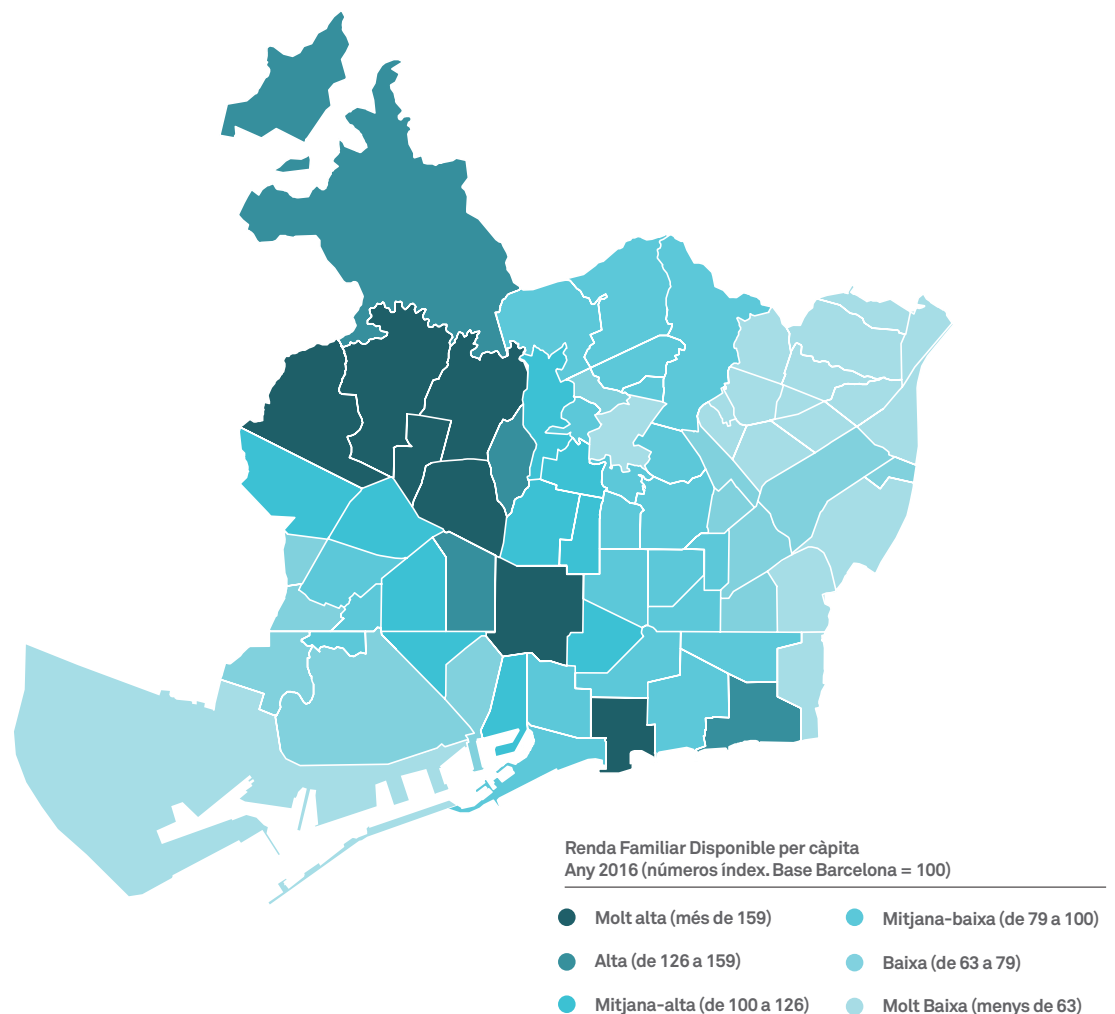 Renda Familiar Disponible per càpita
Any 2016 (números índex. Base Barcelona = 100)
Molt alta (més de 159)
Alta (de 126 a 159)
Mitjana-alta (de 100 a 126)
Mitjana-baixa (de 79 a 100)
Baixa (de 63 a 79)
Molt Baixa (menys de 63)